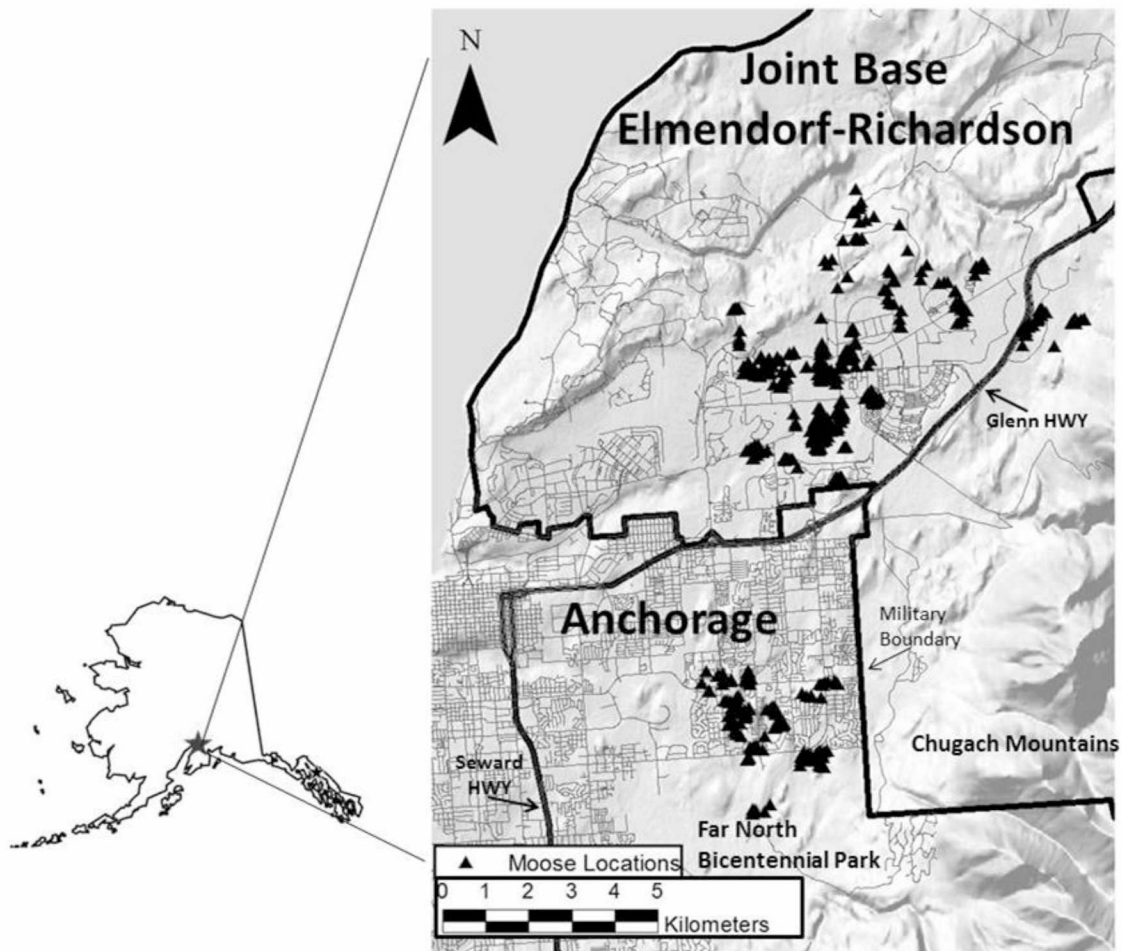 N
Joint Base
Elmendorf-Richardson
Glenn HWY
Anchorage
Military
Boundary
Chugach Mountains
Seward
HWY
Far North
Bicentennial Park
Moose Locations
0 1 2 3 4 5
Kilometers